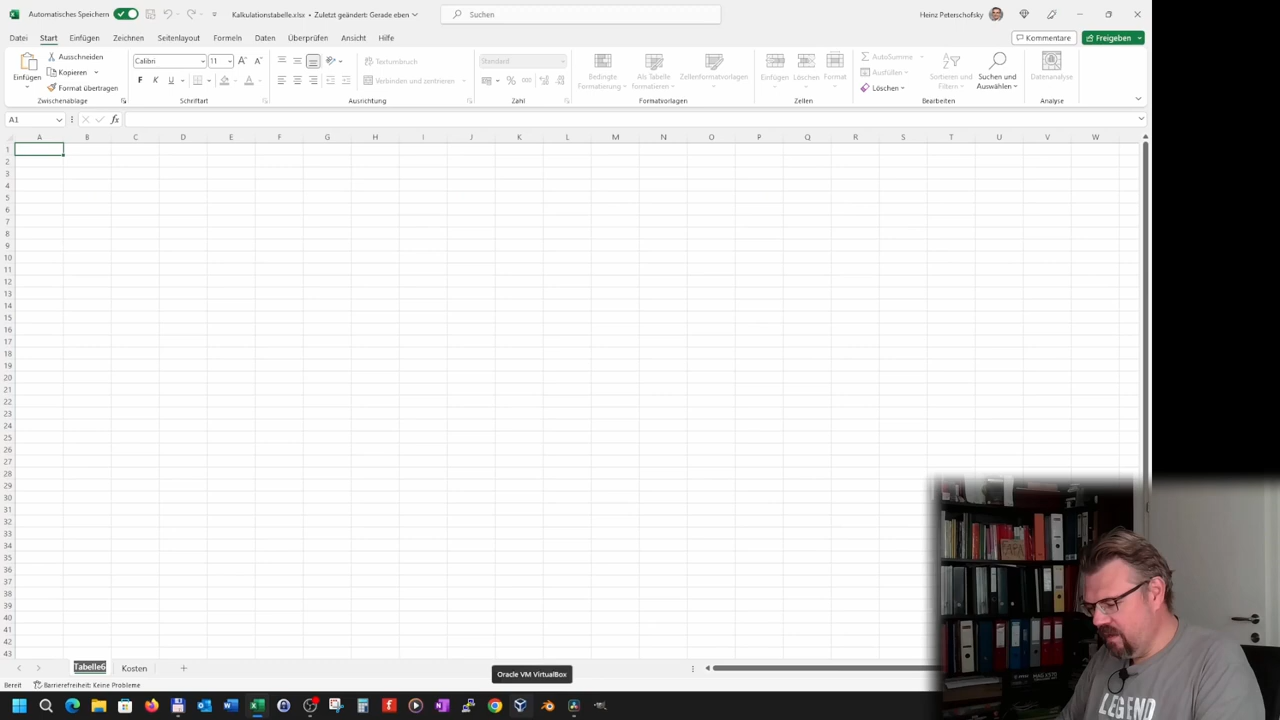 Automatisches Speichern
Kalkulationstabelle.xlsx • Zuletzt geändert: Gerade eben
Suchen
Heinz Peterschofsky
Datei Start Einfügen Zeichnen Seitenlayout Formeln Daten Überprüfen Ansicht Hilfe
Kommentare
Freigeben
Einfügen
Ausschneiden
Kopieren
Format übertragen
Zwischenablage
Calibri 11
F K U
Schriftart
Textumbruch
Verbinden und zentrieren
Ausrichtung
Standard
Zahl
Bedingte Formatierung
Als Tabelle formatieren
Zellenformatvorlagen
Formatvorlagen
Einfügen Löschen Format
Zellen
AutoSumme
Ausfüllen
Löschen
Sortieren und Filtern
Suchen und Auswählen
Bearbeiten
Datenanalyse
Analyse
A1
fx
A B C D E F G H I J K L M N O P Q R S T U V W
1
2
3
4
5
6
7
8
9
10
11
12
13
14
15
16
17
18
19
20
21
22
23
24
25
26
27
28
29
30
31
32
33
34
35
36
37
38
39
40
41
42
43
Tabelle6 Kosten
Oracle VM VirtualBox
Bereit
Barrierefreiheit: Keine Probleme
LEGEND